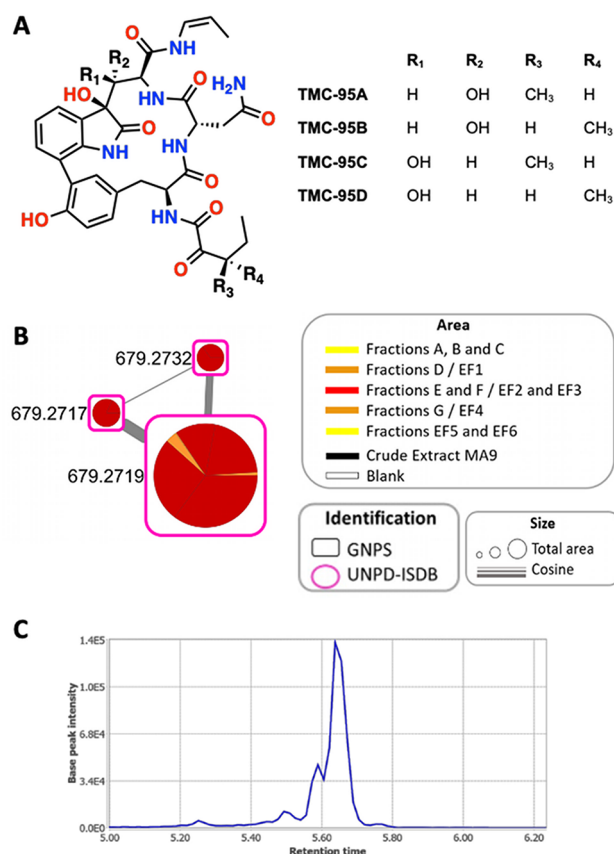 A
R₁ R₂ R₃ R₄
TMC-95A H OH CH₃ H
TMC-95B H OH H CH₃
TMC-95C OH H CH₃ H
TMC-95D OH H H CH₃
O
NH
R₂
R₁
HO
HN
O
H₂N
O
O
NH
NH
O
HO
HN
O
O
R₄
R₃
B
679.2732
679.2717
679.2719
Area
Fractions A, B and C
Fractions D / EF1
Fractions E and F / EF2 and EF3
Fractions G / EF4
Fractions EF5 and EF6
Crude Extract MA9
Blank
Identification
GNPS
UNPD-ISDB
Size
Total area
Cosine
C
Base peak intensity
1.4E5
1.0E5
6.8E4
3.4E4
0.0E0
5.00 5.20 5.40 5.60 5.80 6.00 6.20
Retention time